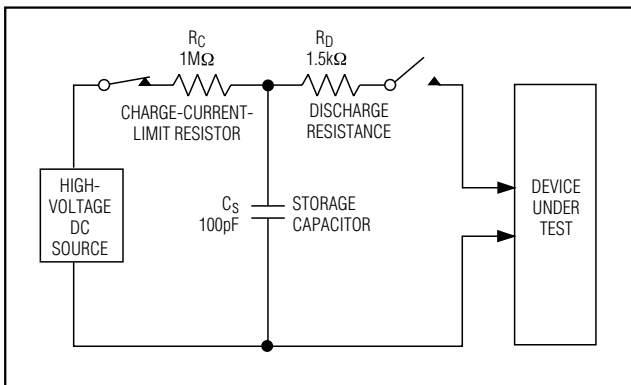 R_C
1MΩ
CHARGE-CURRENT-
LIMIT RESISTOR
R_D
1.5kΩ
DISCHARGE
RESISTANCE
HIGH-
VOLTAGE
DC
SOURCE
C_S
100pF
STORAGE
CAPACITOR
DEVICE
UNDER
TEST